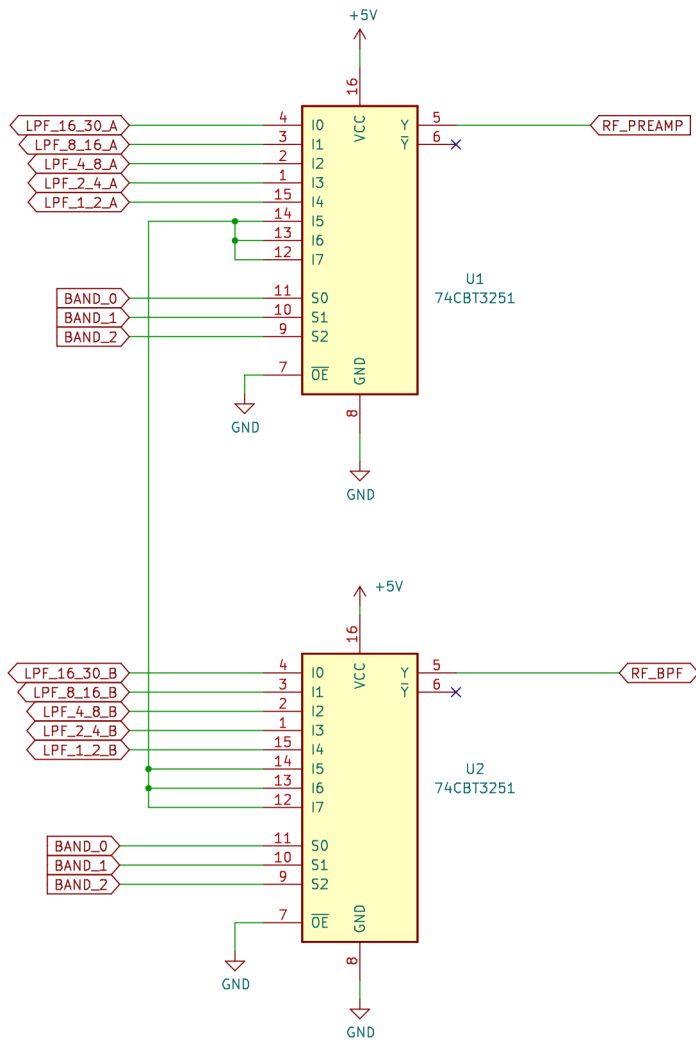 +5V
16
LPF_16_30_A 4 I0 VCC Y 5 RF_PREAMP
LPF_8_16_A 3 I1 Y 6
LPF_4_8_A 2 I2
LPF_2_4_A 1 I3
LPF_1_2_A 15 I4
14 I5
13 I6
12 I7
U1
BAND_0 11 S0 74CBT3251
BAND_1 10 S1
BAND_2 9 S2
7 OE GND
8
GND
GND
+5V
16
LPF_16_30_B 4 I0 VCC Y 5 RF_BPF
LPF_8_16_B 3 I1 Y 6
LPF_4_8_B 2 I2
LPF_2_4_B 1 I3
LPF_1_2_B 15 I4
14 I5 U2
13 I6 74CBT3251
12 I7
BAND_0 11 S0
BAND_1 10 S1
BAND_2 9 S2
7 OE GND
8
GND
GND